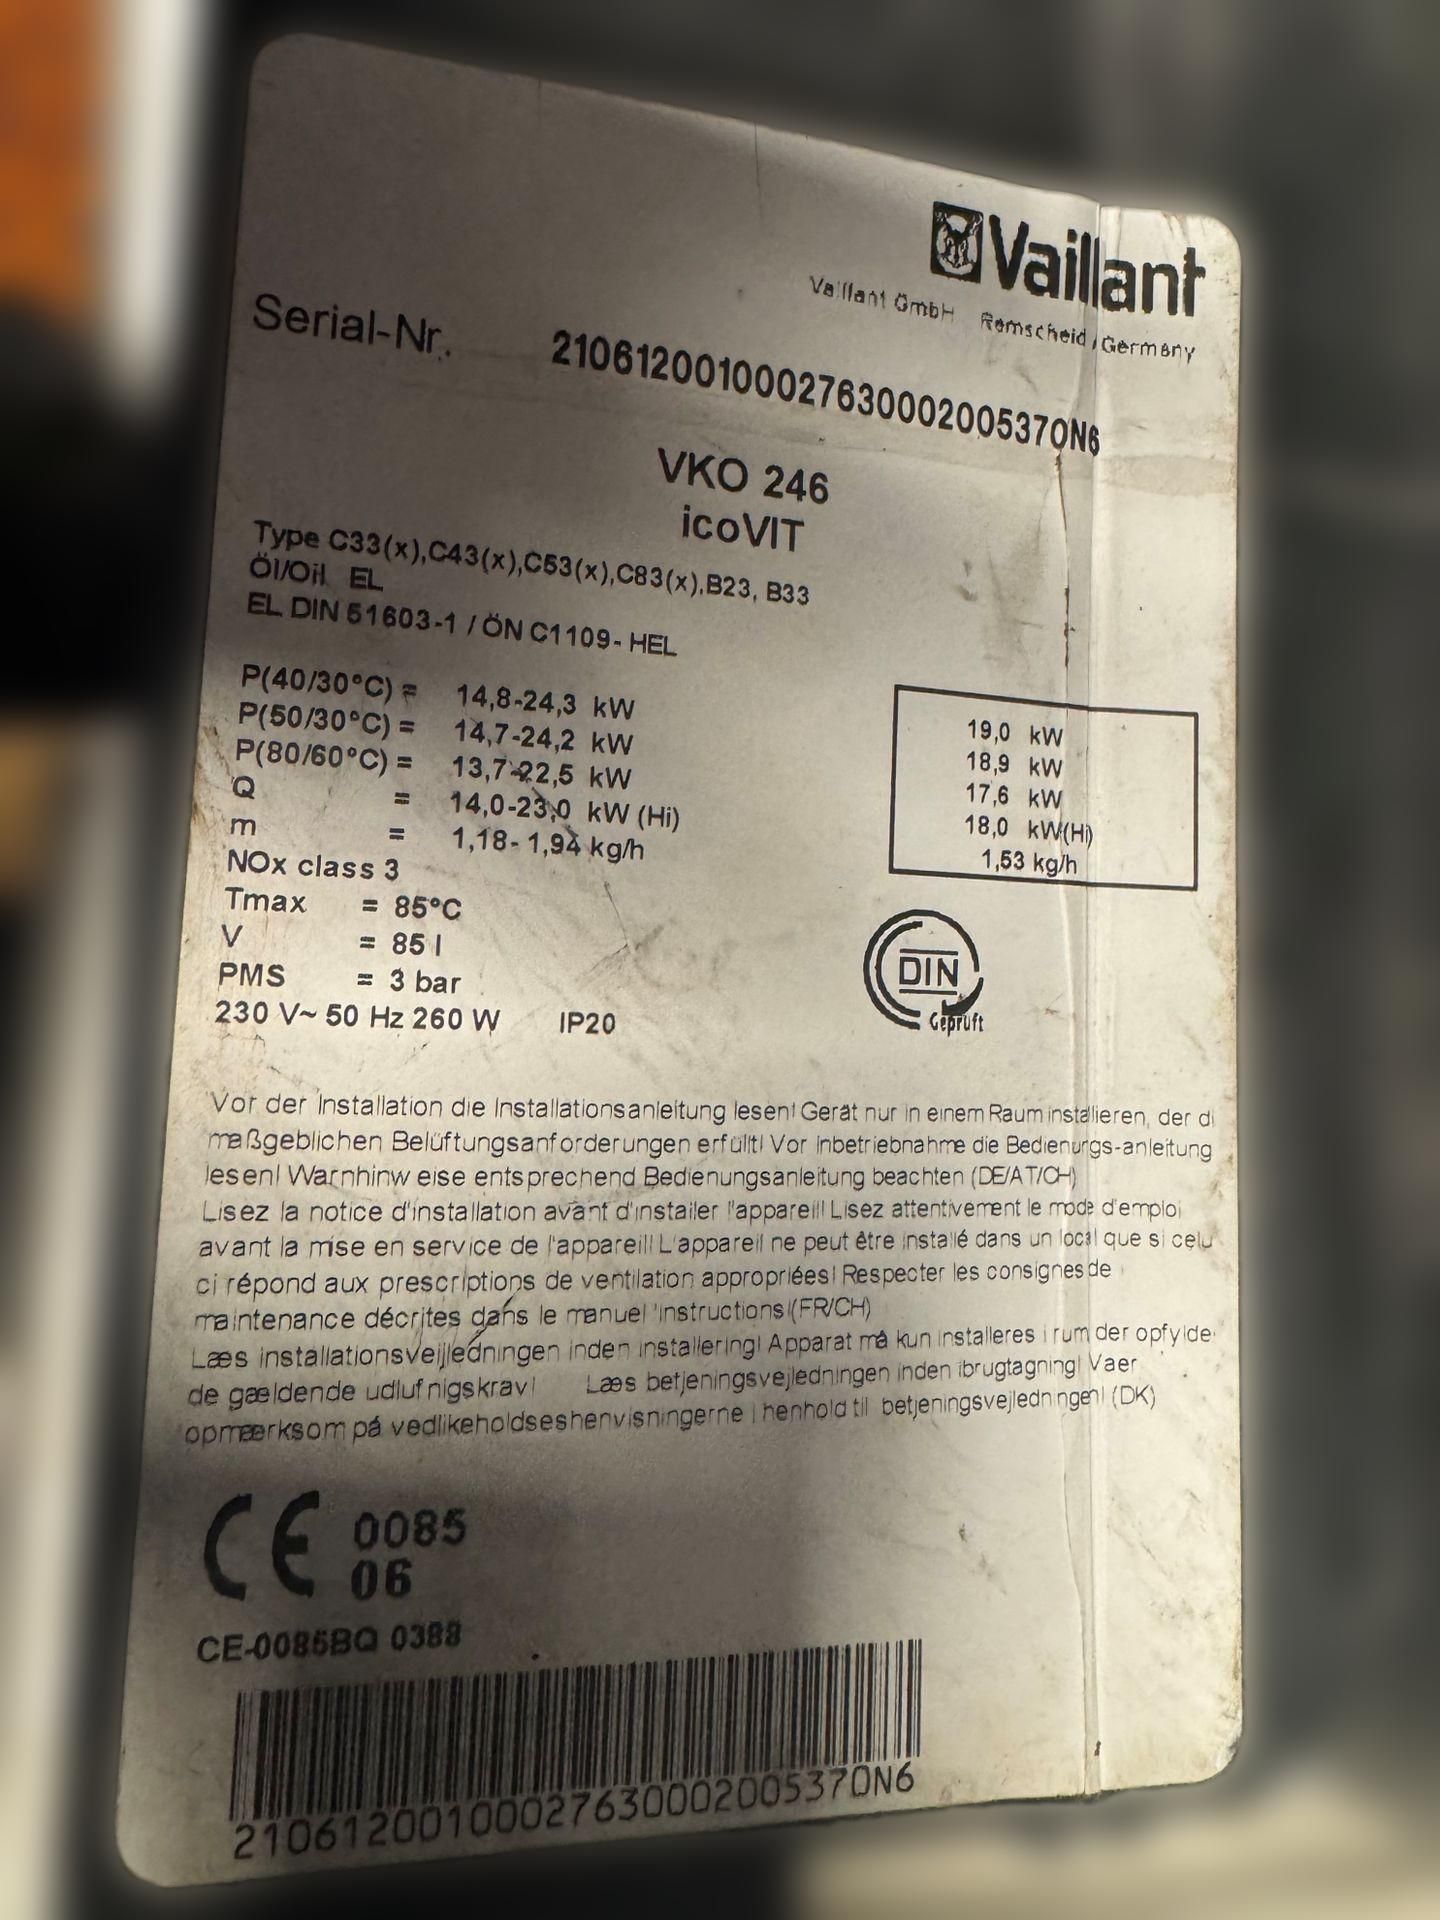 Vaillant
Vaillant GmbH Remscheid / Germany
Serial-Nr. 21061200100027630002005370N6
VKO 246
icoVIT
Type C33(x),C43(x),C53(x),C83(x),B23, B33
Öl/Oil EL
EL DIN 51603-1 / ÖN C1109- HEL
P(40/30°C) = 14,8-24,3 kW 19,0 kW
P(50/30°C) = 14,7-24,2 kW 18,9 kW
P(80/60°C) = 13,7-22,5 kW 17,6 kW
Q = 14,0-23,0 kW (Hi) 18,0 kW(Hi)
m = 1,18- 1,94 kg/h 1,53 kg/h
NOx class 3
Tmax = 85°C
V = 85 l
PMS = 3 bar
230 V~ 50 Hz 260 W IP20
DIN
Geprüft
Vor der Installation die Installationsanleitung lesen! Gerät nur in einem Raum installieren, der di
maßgeblichen Belüftungsanforderungen erfüllt! Vor Inbetriebnahme die Bedienungs-anleitung
lesen! Warnhinw eise entsprechend Bedienungsanleitung beachten (DE/AT/CH)
Lisez la notice d'installation avant d'installer l'appareil! Lisez attentivement le mode d'emploi
avant la mise en service de l'appareil! L'appareil ne peut être installé dans un local que si celu
ci répond aux prescriptions de ventilation appropriées! Respecter les consignes de
maintenance décrites dans le manuel 'instructions!(FR/CH)
Læs installationsvejledningen inden installering! Apparat må kun installeres i rum der opfylde
de gældende udlufnigskrav! Læs betjeningsvejledningen inden ibrugtagning! Vaer
opmærksom på vedlikeholdseshenvisningerne i henhold til betjeningsvejledningen! (DK)
CE 0085
06
CE-0085BQ 0388
21061200100027630002005370N6